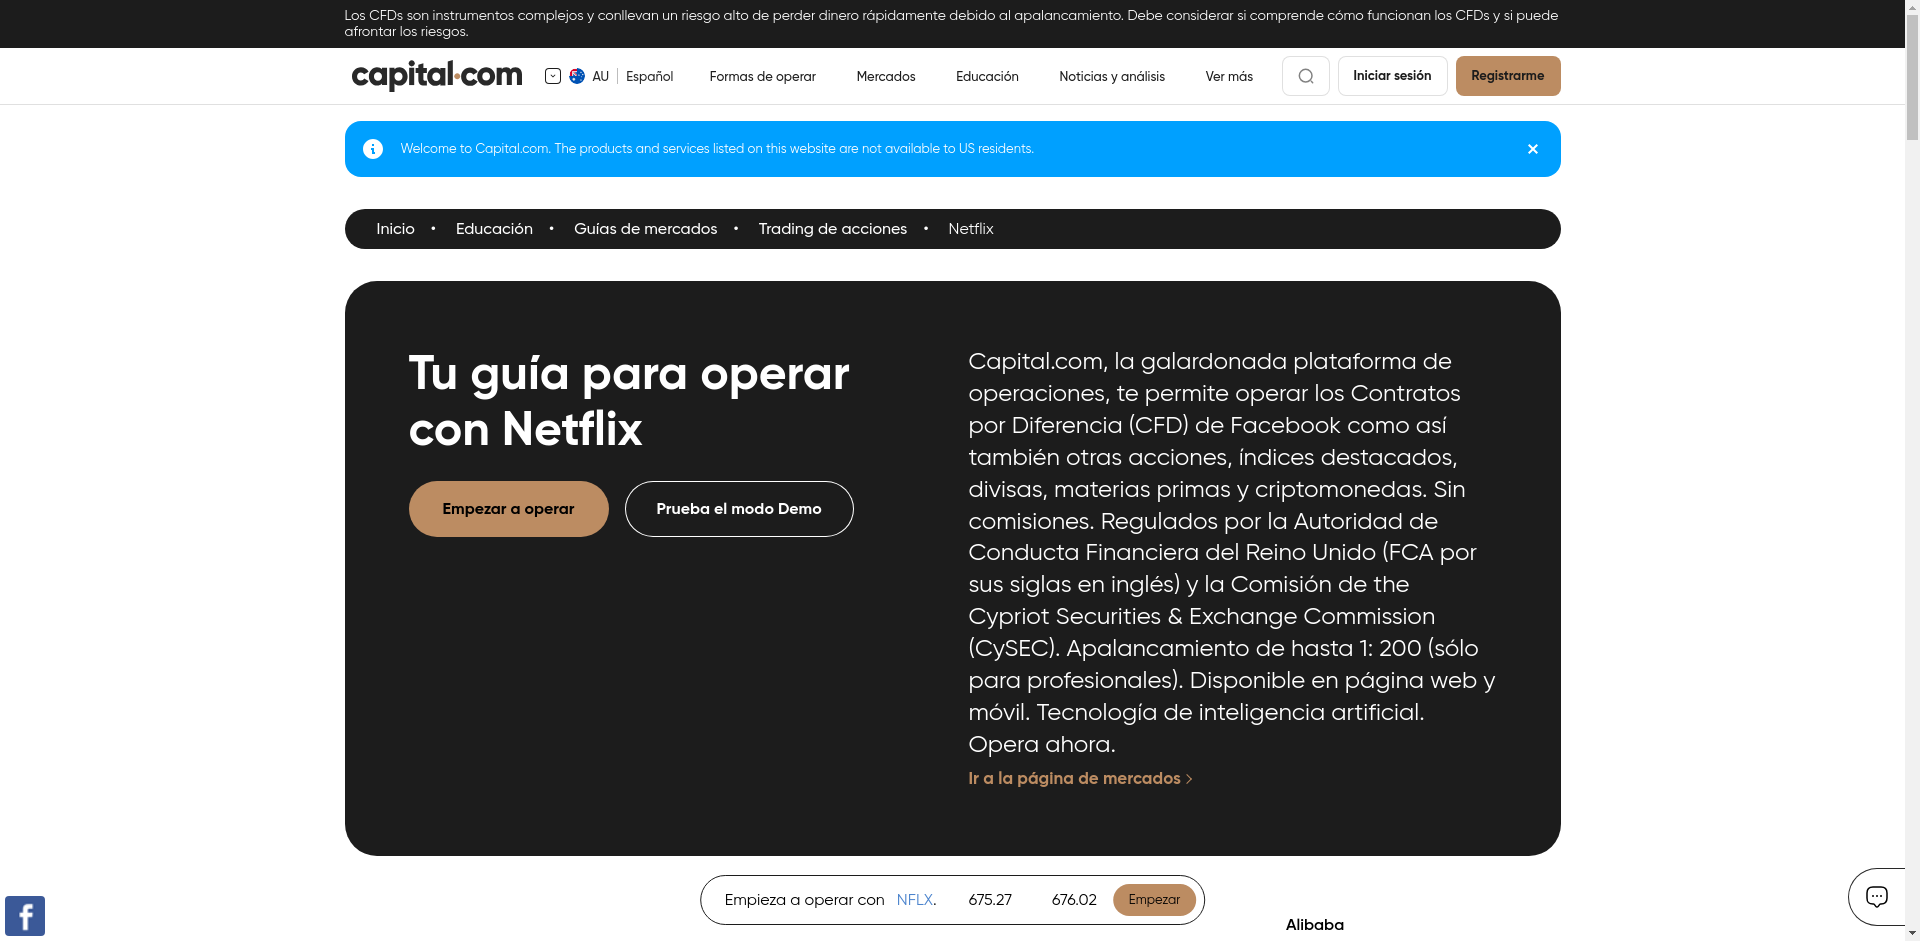 Los CFDs son instrumentos complejos y conllevan un riesgo alto de perder dinero rápidamente debido al apalancamiento. Debe considerar si comprende cómo funcionan los CFDs y si puede
afrontar los riesgos.
capital.com
AU
Español
Formas de operar
Mercados
Educación
Noticias y análisis
Ver más
Iniciar sesión
Registrarme
Welcome to Capital.com. The products and services listed on this website are not available to US residents.
Inicio • Educación • Guías de mercados • Trading de acciones • Netflix
Tu guía para operar
con Netflix
Empezar a operar
Prueba el modo Demo
Capital.com, la galardonada plataforma de
operaciones, te permite operar los Contratos
por Diferencia (CFD) de Facebook como así
también otras acciones, índices destacados,
divisas, materias primas y criptomonedas. Sin
comisiones. Regulados por la Autoridad de
Conducta Financiera del Reino Unido (FCA por
sus siglas en inglés) y la Comisión de the
Cypriot Securities & Exchange Commission
(CySEC). Apalancamiento de hasta 1: 200 (sólo
para profesionales). Disponible en página web y
móvil. Tecnología de inteligencia artificial.
Opera ahora.
Ir a la página de mercados
Empieza a operar con NFLX. 675.27 676.02 Empezar
Alibaba